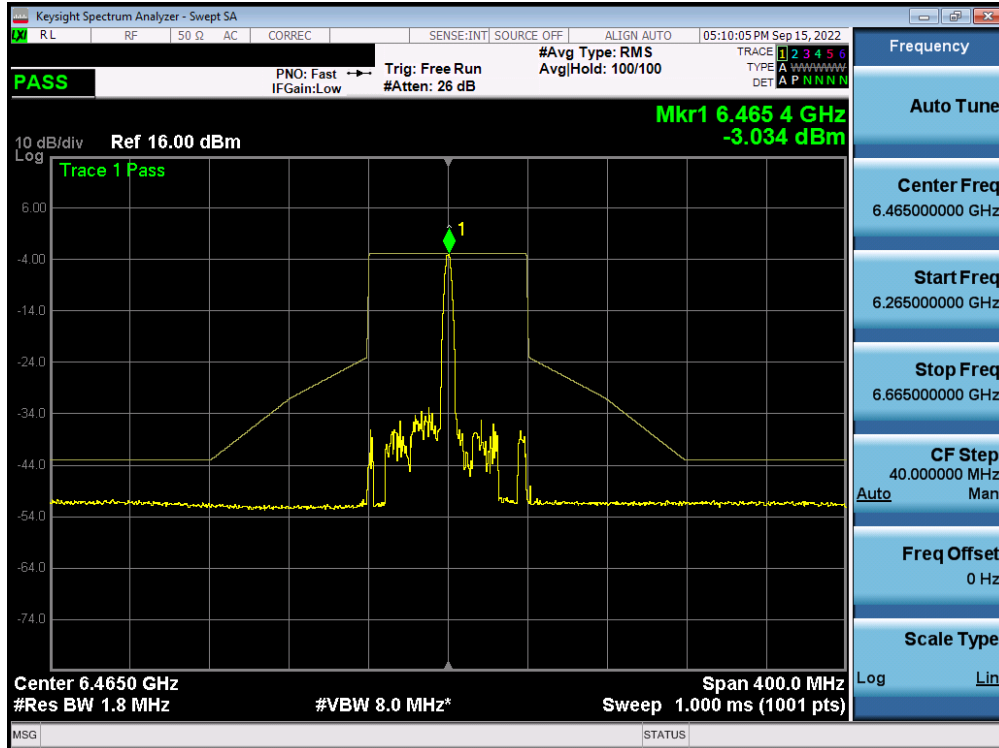 Keysight Spectrum Analyzer - Swept SA
LXI RL RF 50 Ω AC CORREC SENSE:INT SOURCE OFF ALIGN AUTO 05:10:05 PM Sep 15, 2022
PASS
PNO: Fast
IFGain:Low
Trig: Free Run
#Atten: 26 dB
#Avg Type: RMS
Avg|Hold: 100/100
TRACE 1 2 3 4 5 6
TYPE A WWWWW
DET A P N N N N
Mkr1 6.465 4 GHz
-3.034 dBm
10 dB/div Ref 16.00 dBm
Log
Trace 1 Pass
1
6.00
-4.00
-14.0
-24.0
-34.0
-44.0
-54.0
-64.0
-74.0
Center 6.4650 GHz Span 400.0 MHz
#Res BW 1.8 MHz #VBW 8.0 MHz* Sweep 1.000 ms (1001 pts)
MSG STATUS
Frequency
Auto Tune
Center Freq
6.465000000 GHz
Start Freq
6.265000000 GHz
Stop Freq
6.665000000 GHz
CF Step
40.000000 MHz
Auto Man
Freq Offset
0 Hz
Scale Type
Log Lin